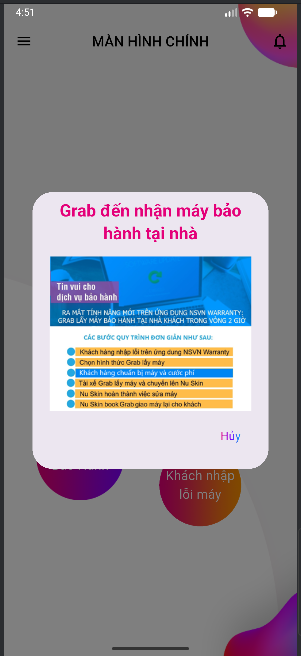 4:51
MÀN HÌNH CHÍNH
Grab đến nhận máy bảo
hành tại nhà
Tin vui cho
dịch vụ bảo hành
RA MẮT TÍNH NĂNG MỚI TRÊN ỨNG DỤNG NSVN WARRANTY:
GRAB LẤY MÁY BẢO HÀNH TẠI NHÀ KHÁCH TRONG VÒNG 2 GIỜ
CÁC BƯỚC QUY TRÌNH ĐƠN GIẢN NHƯ SAU:
Khách hàng nhập lỗi trên ứng dụng NSVN Warranty
Chọn hình thức Grab lấy máy
Khách hàng chuẩn bị máy và cước phí
Tài xế Grab lấy máy và chuyển lên Nu Skin
Nu Skin hoàn thành việc sửa máy
Nu Skin book Grab giao máy lại cho khách
Hủy
Khách nhập
lỗi máy